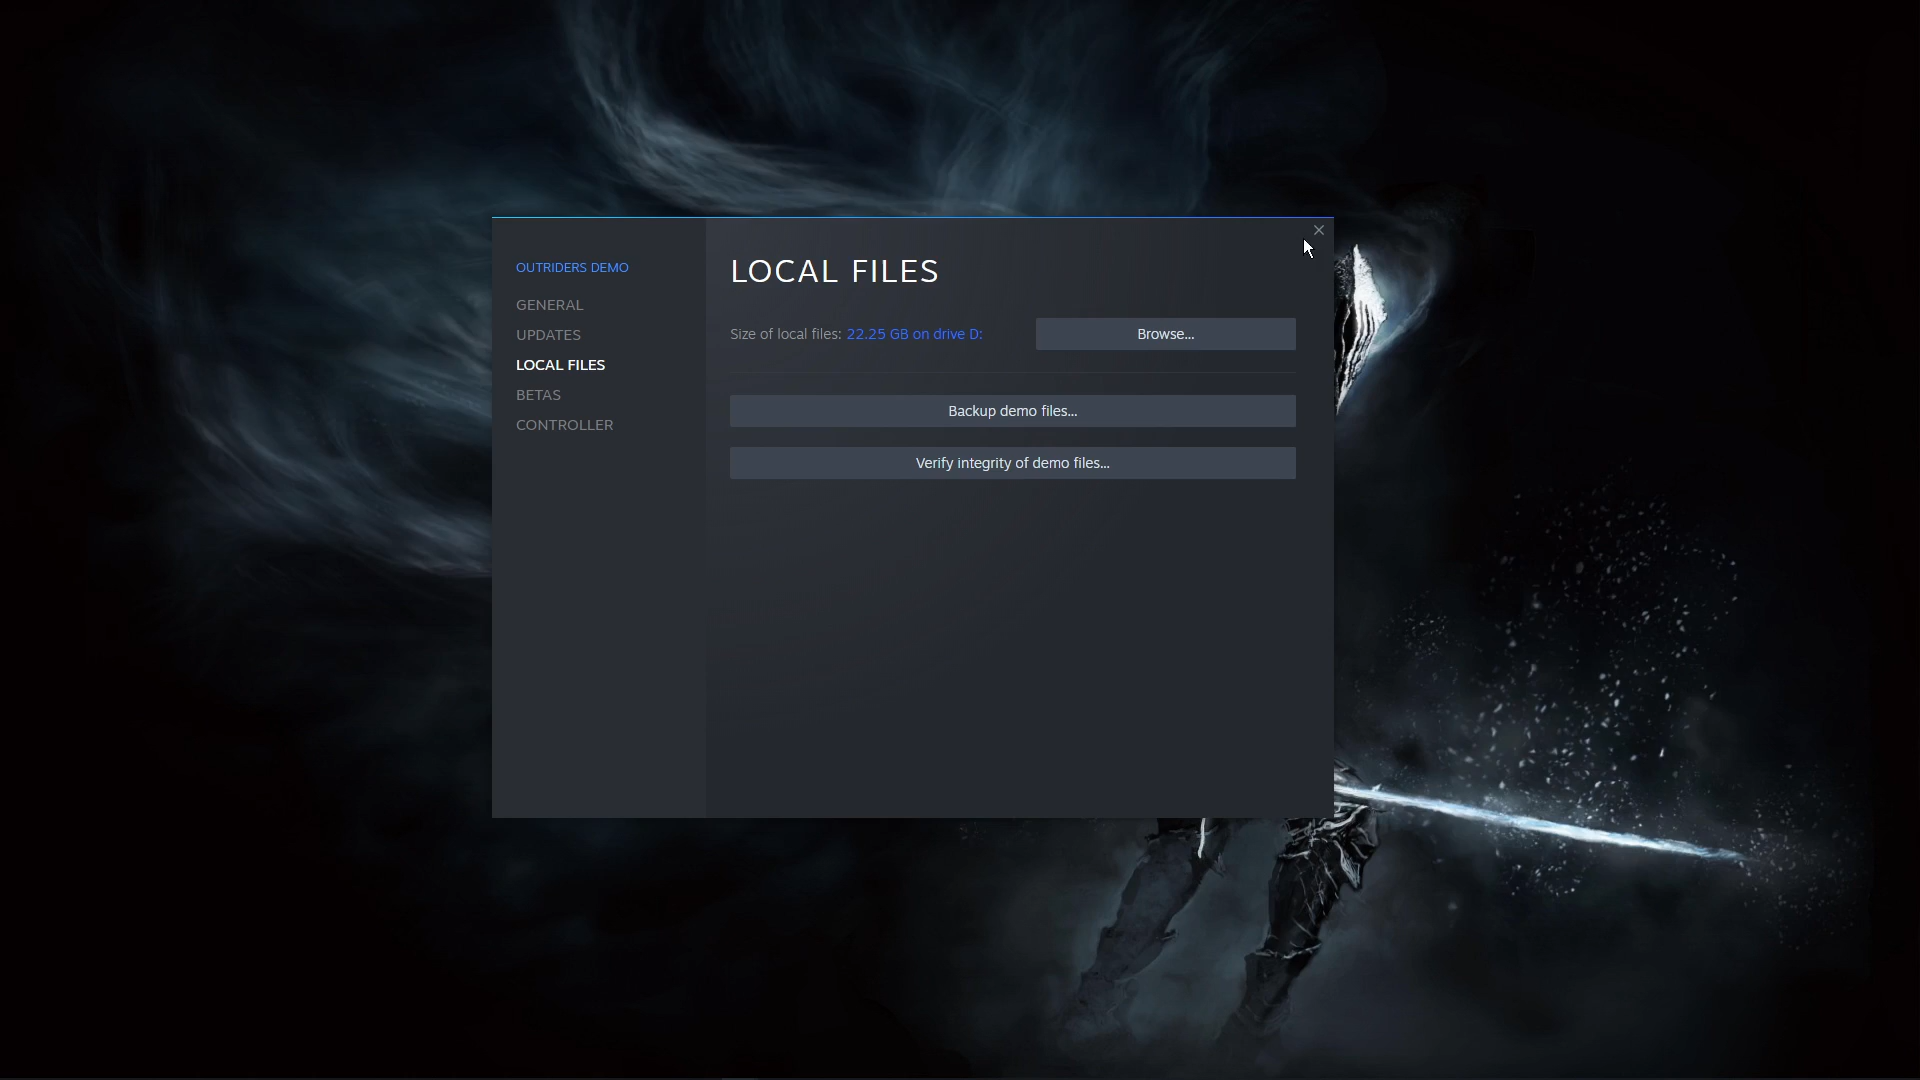 OUTRIDERS DEMO
GENERAL
UPDATES
LOCAL FILES
BETAS
CONTROLLER
LOCAL FILES
Size of local files: 22.25 GB on drive D:
Browse...
Backup demo files...
Verify integrity of demo files...